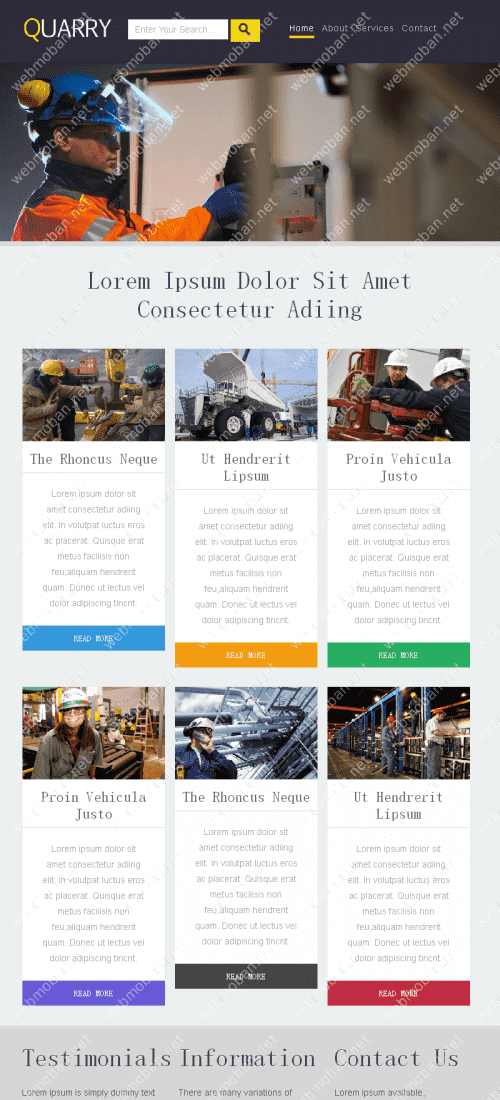 QUARRY
Enter Your Search...
Home About Services Contact
Lorem Ipsum Dolor Sit Amet
Consectetur Adiing
The Rhoncus Neque
Lorem ipsum dolor sit
amet consectetur adiing
elit. In volutpat luctus eros
ac placerat. Quisque erat
metus facilisis non
feu,aliquam hendrerit
quam. Donec ut lectus vel
dolor adipiscing tincnt.
READ MORE
Ut Hendrerit
Lipsum
Lorem ipsum dolor sit
amet consectetur adiing
elit. In volutpat luctus eros
ac placerat. Quisque erat
metus facilisis non
feu,aliquam hendrerit
quam. Donec ut lectus vel
dolor adipiscing tincnt.
READ MORE
Proin Vehicula
Justo
Lorem ipsum dolor sit
amet consectetur adiing
elit. In volutpat luctus eros
ac placerat. Quisque erat
metus facilisis non
feu,aliquam hendrerit
quam. Donec ut lectus vel
dolor adipiscing tincnt.
READ MORE
Proin Vehicula
Justo
Lorem ipsum dolor sit
amet consectetur adiing
elit. In volutpat luctus eros
ac placerat. Quisque erat
metus facilisis non
feu,aliquam hendrerit
quam. Donec ut lectus vel
dolor adipiscing tincnt.
READ MORE
The Rhoncus Neque
Lorem ipsum dolor sit
amet consectetur adiing
elit. In volutpat luctus eros
ac placerat. Quisque erat
metus facilisis non
feu,aliquam hendrerit
quam. Donec ut lectus vel
dolor adipiscing tincnt.
READ MORE
Ut Hendrerit
Lipsum
Lorem ipsum dolor sit
amet consectetur adiing
elit. In volutpat luctus eros
ac placerat. Quisque erat
metus facilisis non
feu,aliquam hendrerit
quam. Donec ut lectus vel
dolor adipiscing tincnt.
READ MORE
Testimonials
Lorem Ipsum is simply dummy text
Information
There are many variations of
Contact Us
Lorem Ipsum available,
webmoban.net